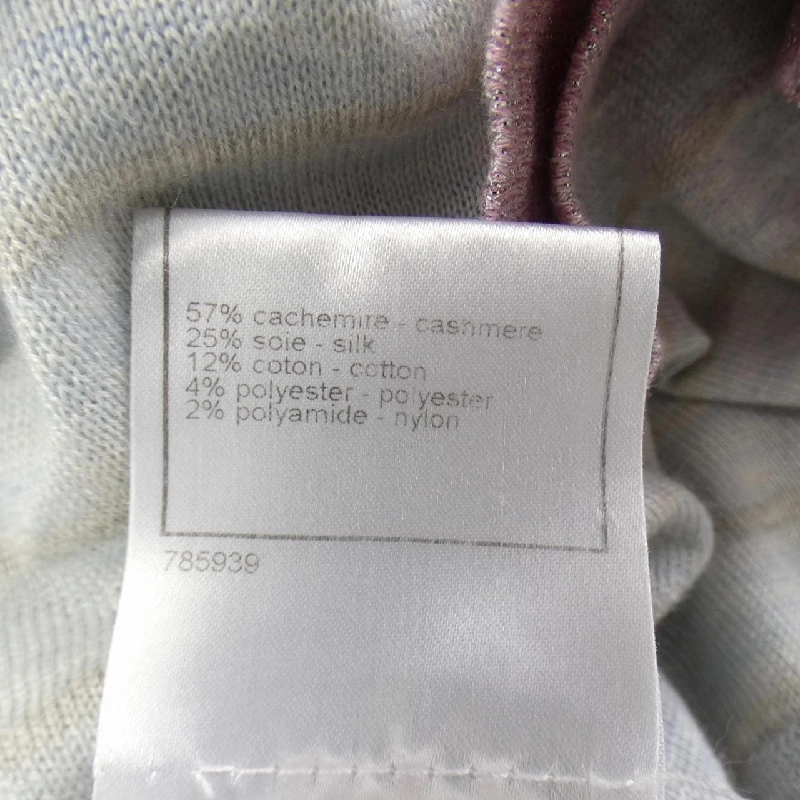 57% cachemire - cashmere
25% soie - silk
12% coton - cotton
4% polyester - polyester
2% polyamide - nylon
785939